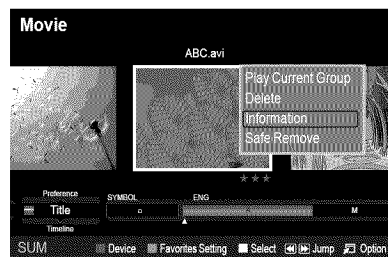 Movie
ABC.avi
Play Current Group
Delete
Information
Safe Remove
Preference
Title
Timeline
SYMBOL
ENG
M
SUM
Device
Favorites Setting
Select
Jump
Option